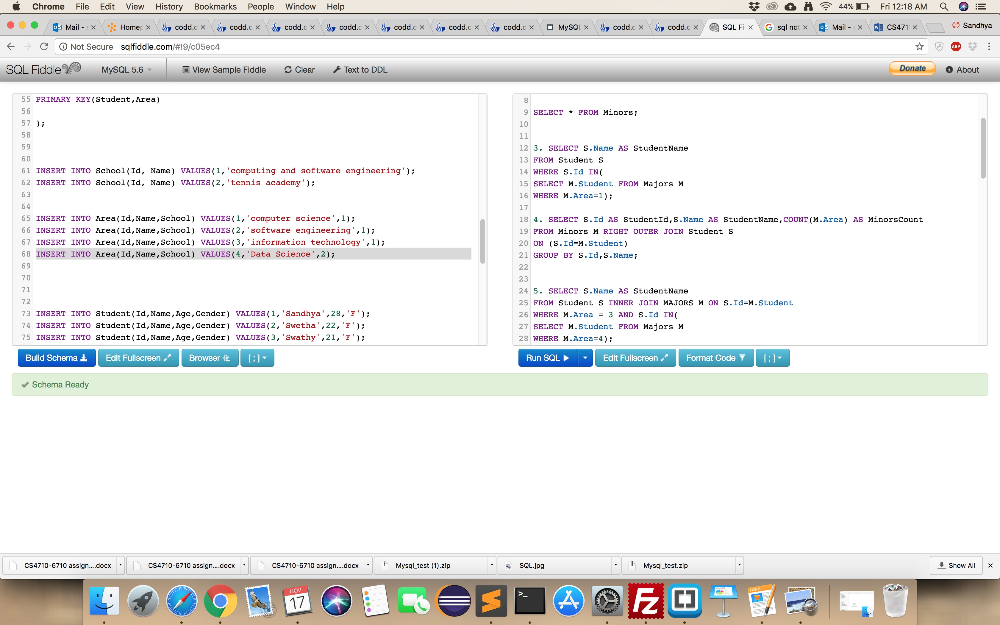 Chrome File Edit View History Bookmarks People Window Help 44% Fri 12:18 AM
Mail - Homep codd.c codd.c codd.c codd.c codd.c codd.c codd.c MySQL codd.c codd.c SQL Fi sql not Mail - CS471 Sandhya
Not Secure sqlfiddle.com/#!9/c05ec4 ABP
SQL Fiddle MySQL 5.6 View Sample Fiddle Clear Text to DDL Donate About
55 PRIMARY KEY(Student,Area)
56
57 );
58
59
60
61 INSERT INTO School(Id, Name) VALUES(1,'computing and software engineering');
62 INSERT INTO School(Id, Name) VALUES(2,'tennis academy');
63
64
65 INSERT INTO Area(Id,Name,School) VALUES(1,'computer science',1);
66 INSERT INTO Area(Id,Name,School) VALUES(2,'software engineering',1);
67 INSERT INTO Area(Id,Name,School) VALUES(3,'information technology',1);
68 INSERT INTO Area(Id,Name,School) VALUES(4,'Data Science',2);
69
70
71
72
73 INSERT INTO Student(Id,Name,Age,Gender) VALUES(1,'Sandhya',28,'F');
74 INSERT INTO Student(Id,Name,Age,Gender) VALUES(2,'Swetha',22,'F');
75 INSERT INTO Student(Id,Name,Age,Gender) VALUES(3,'Swathy',21,'F');
8
9 SELECT * FROM Minors;
10
11
12 3. SELECT S.Name AS StudentName
13 FROM Student S
14 WHERE S.Id IN(
15 SELECT M.Student FROM Majors M
16 WHERE M.Area=1);
17
18 4. SELECT S.Id AS StudentId,S.Name AS StudentName,COUNT(M.Area) AS MinorsCount
19 FROM Minors M RIGHT OUTER JOIN Student S
20 ON (S.Id=M.Student)
21 GROUP BY S.Id,S.Name;
22
23
24 5. SELECT S.Name AS StudentName
25 FROM Student S INNER JOIN MAJORS M ON S.Id=M.Student
26 WHERE M.Area = 3 AND S.Id IN(
27 SELECT M.Student FROM Majors M
28 WHERE M.Area=4);
Build Schema Edit Fullscreen Browser [ ; ] Run SQL Edit Fullscreen Format Code [ ; ]
Schema Ready
CS4710-6710 assign....docx CS4710-6710 assign....docx CS4710-6710 assign....docx Mysql_test (1).zip SQL.jpg Mysql_test.zip Show All
NOV
17
>_
Fz
KEYNOTE
PAGES